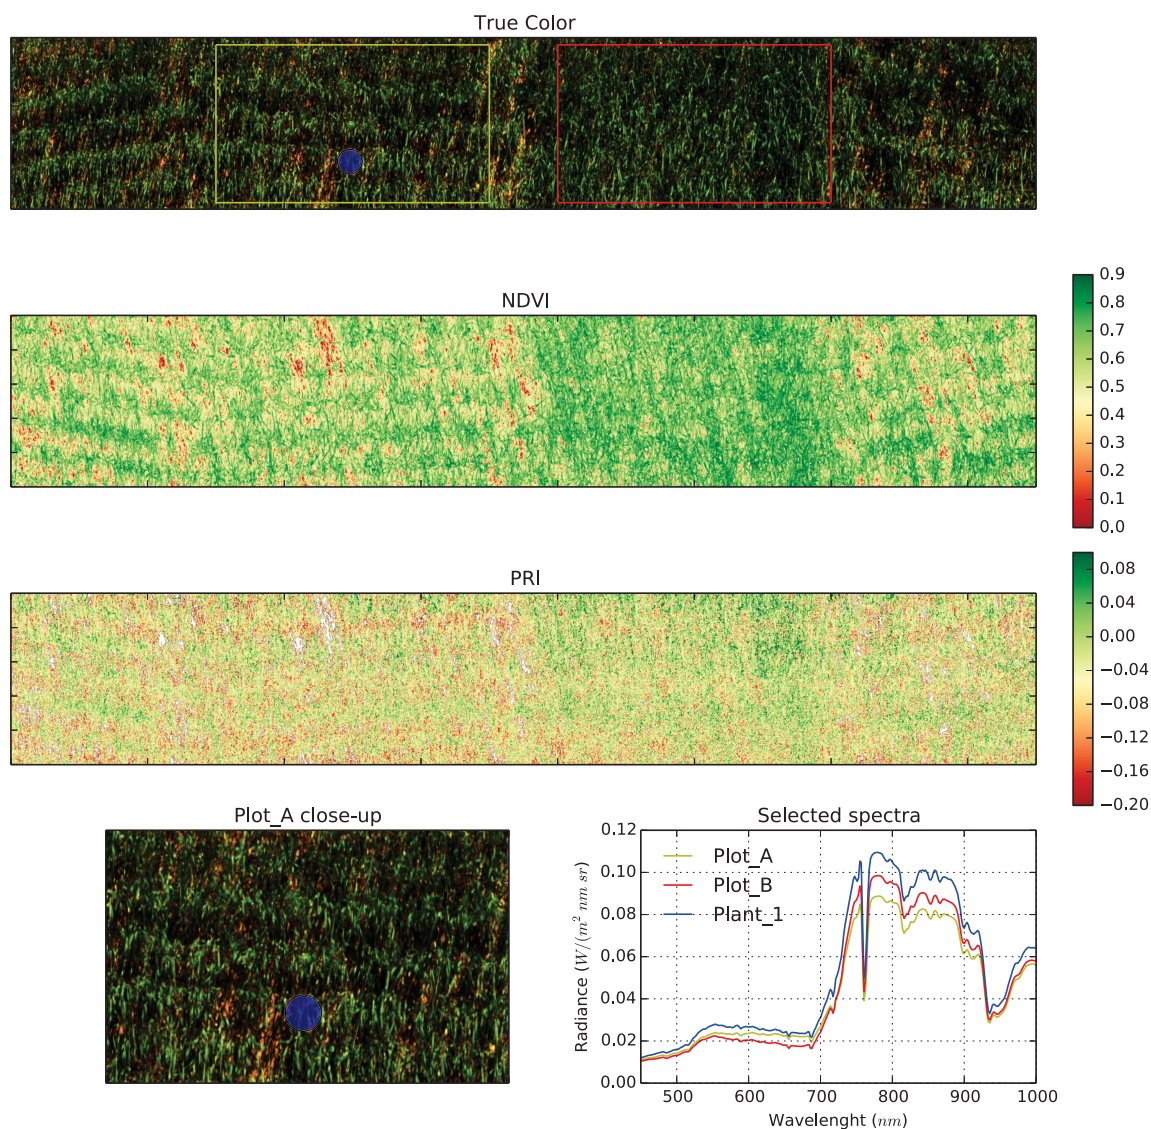 True Color
NDVI
0.9
0.8
0.7
0.6
0.5
0.4
0.3
0.2
0.1
0.0
PRI
0.08
0.04
0.00
−0.04
−0.08
−0.12
−0.16
−0.20
Plot_A close-up
Selected spectra
0.12
0.10
0.08
0.06
0.04
0.02
0.00
Radiance (W/(m² nm sr)
Plot_A
Plot_B
Plant_1
500 600 700 800 900 1000
Wavelenght (nm)